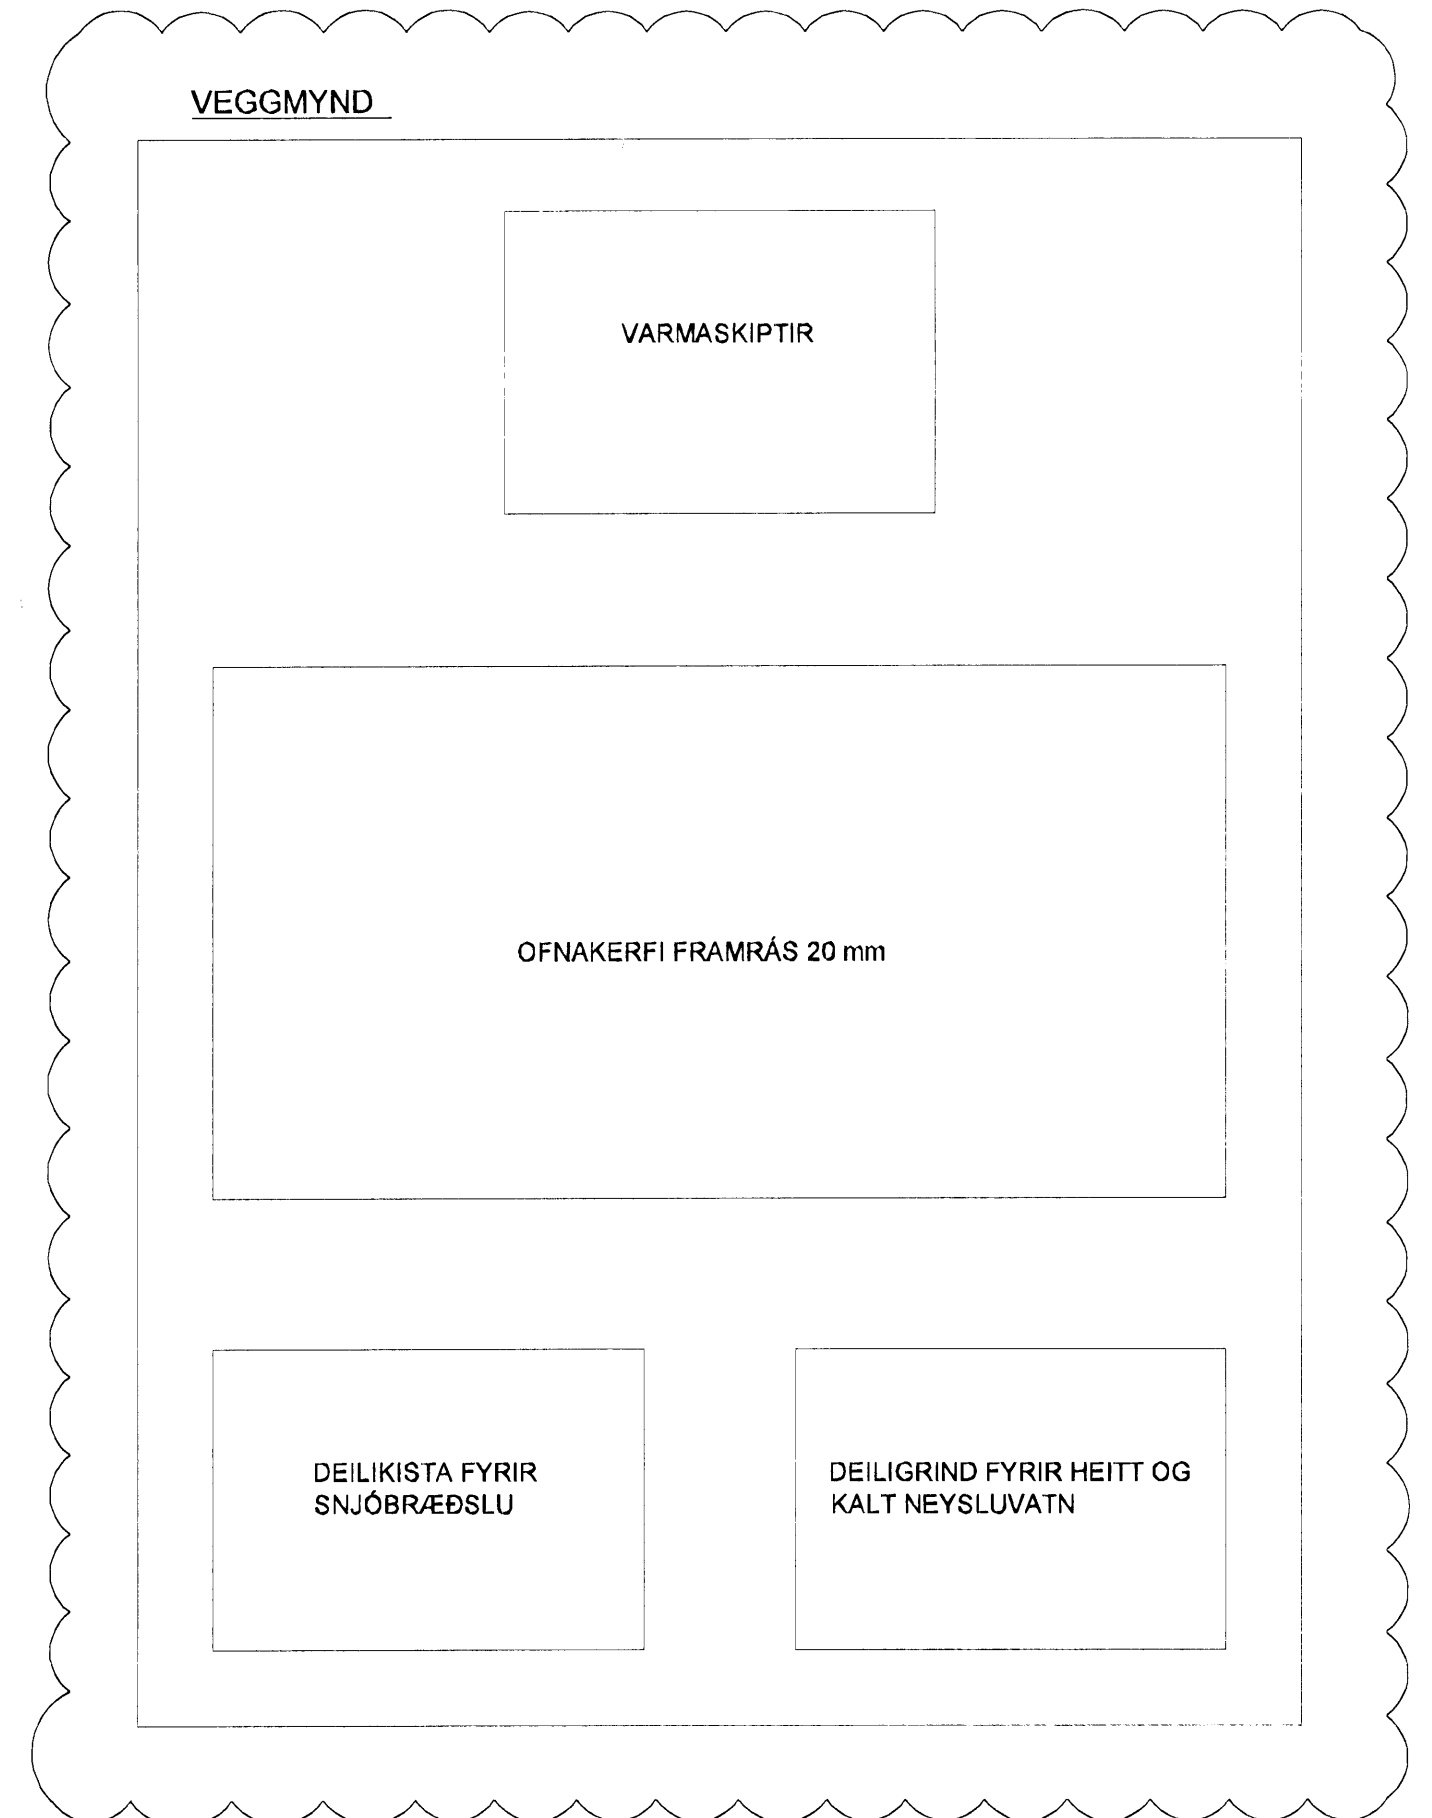 VEGGMYND
VARMASKIPTIR
OFNAKERFI FRAMRÁS 20 mm
DEILIKISTA FYRIR
SNJÓBRÆÐSLU
DEILIGRIND FYRIR HEITT OG
KALT NEYSLUVATN